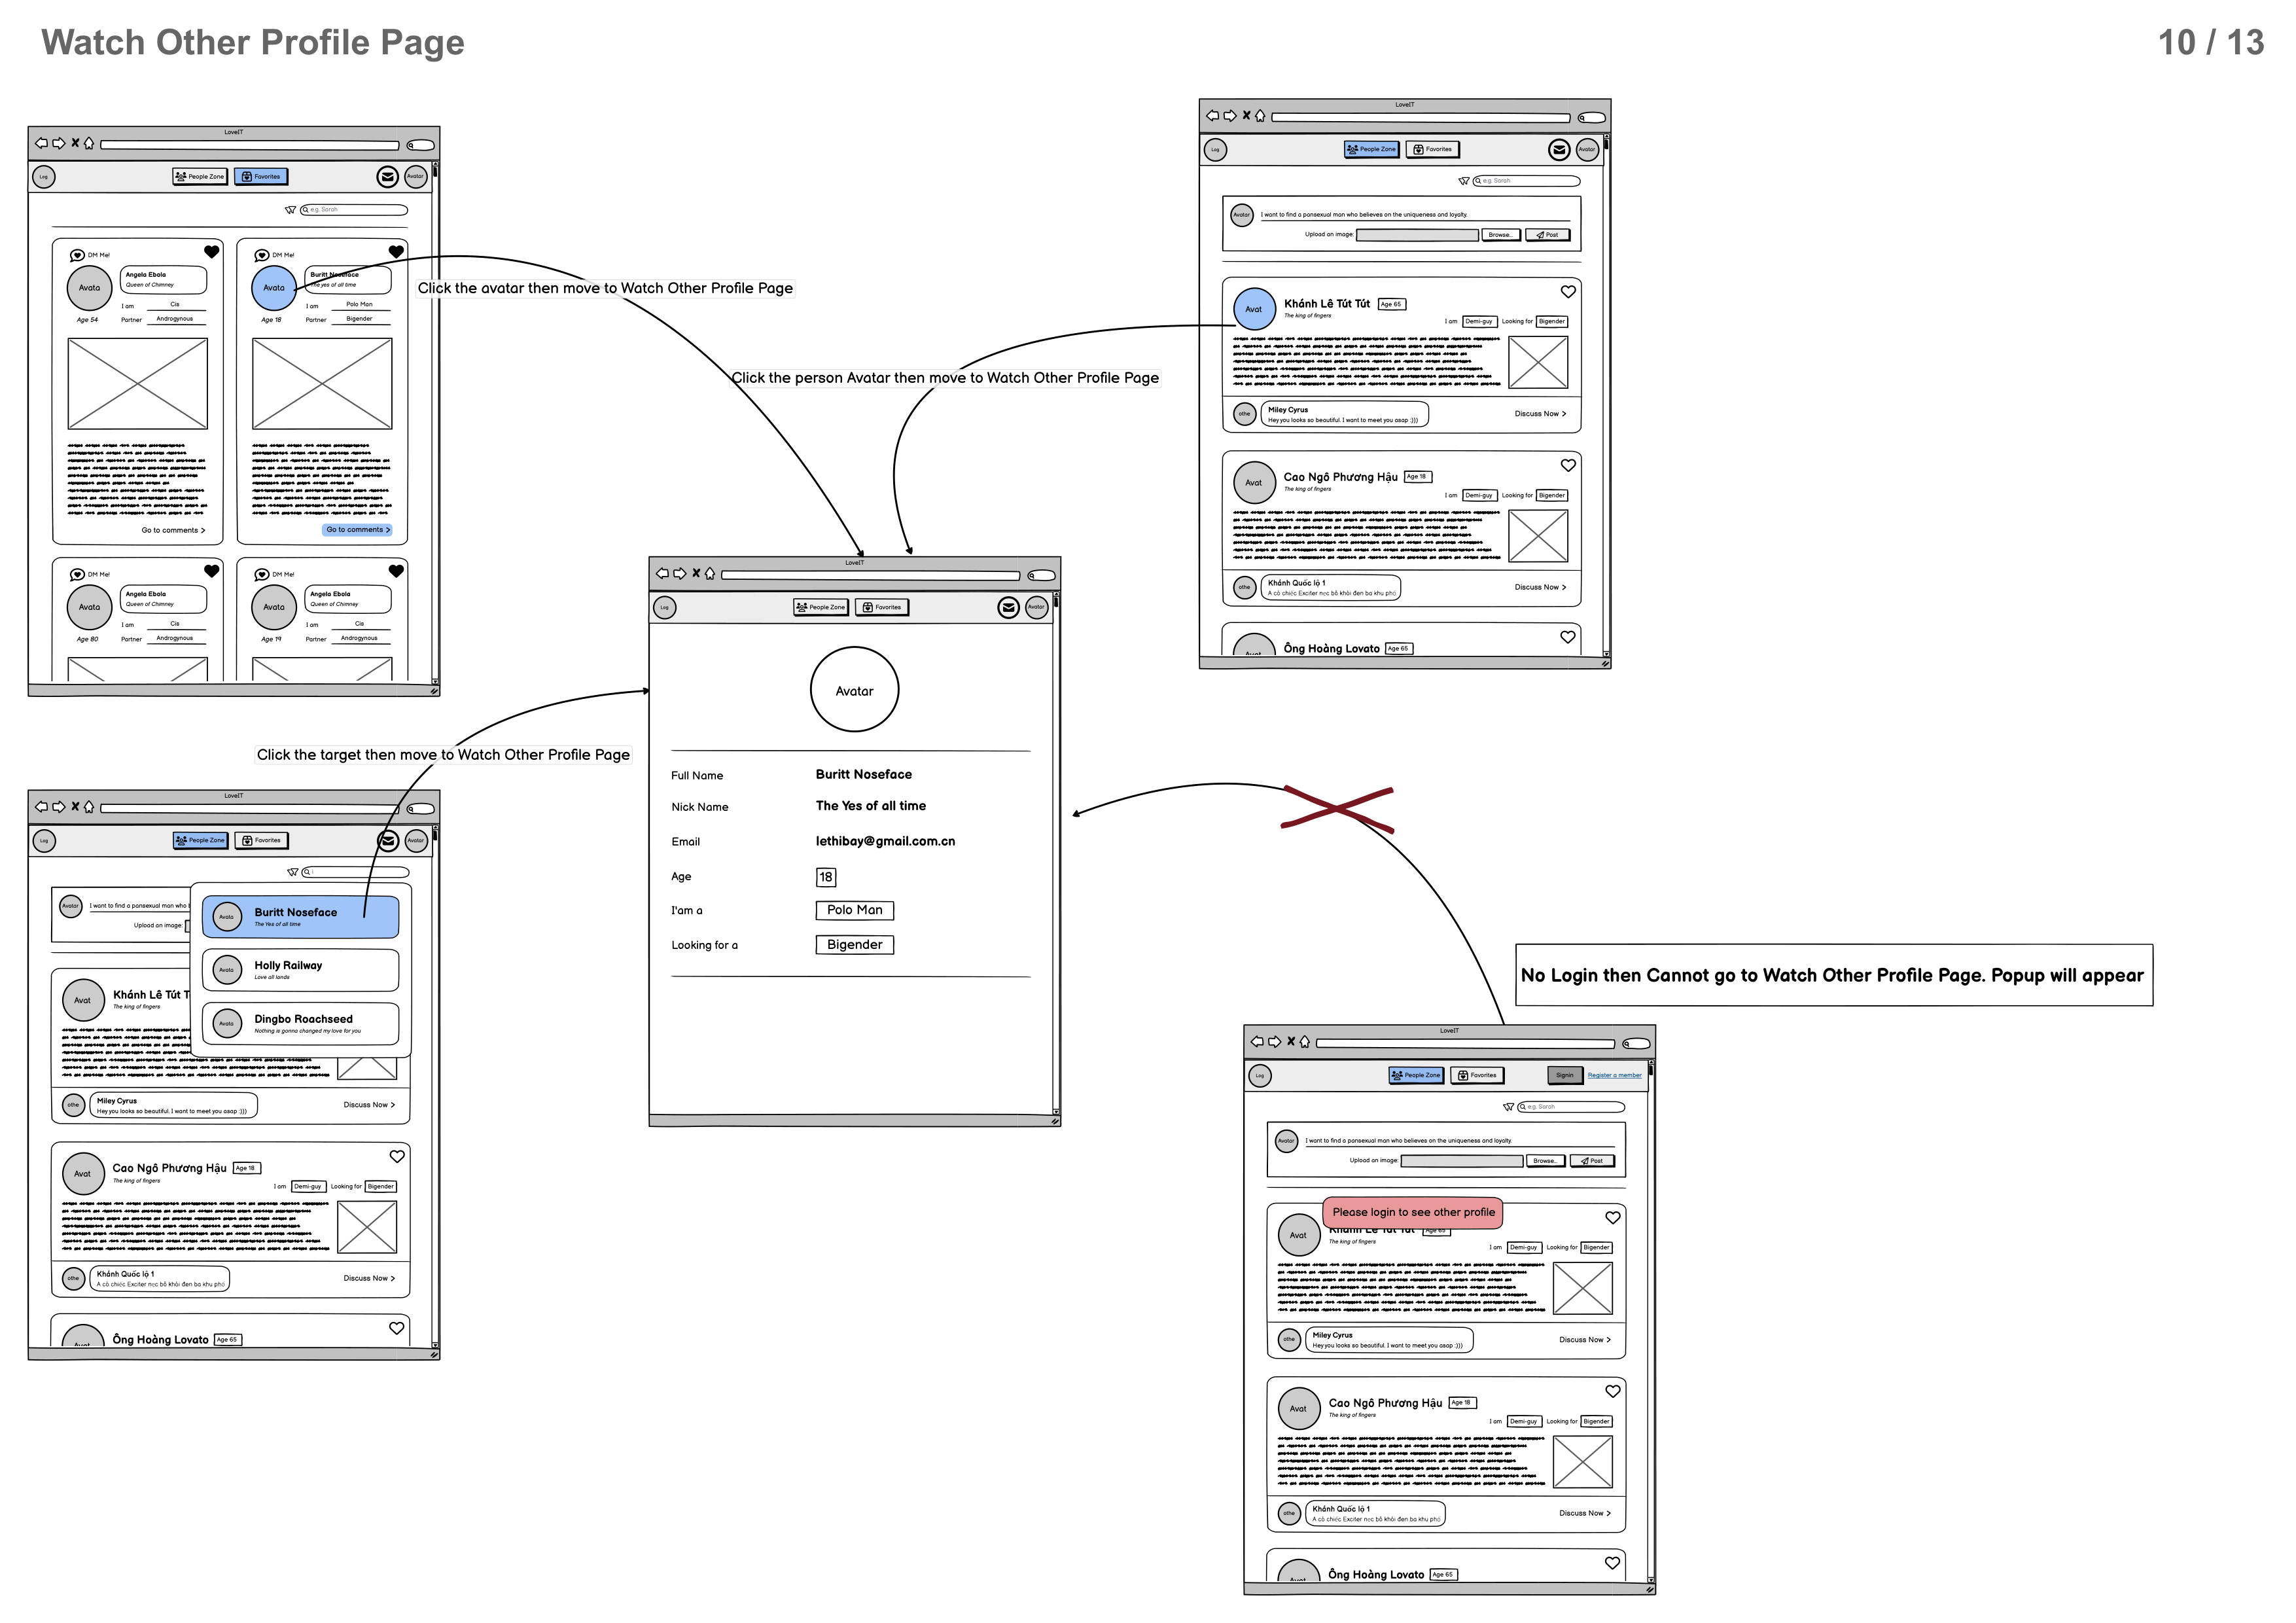 Watch Other Profile Page
10 / 13
LoveIT
Log
People Zone
Favorites
Avatar
e.g. Sarah
DM Me!
Avata
Angela Ebola
Queen of Chimney
I am Cis
Age 54 Partner Androgynous
Go to comments >
DM Me!
Avata
Buritt Noseface
The yes of all time
I am Polo Man
Age 18 Partner Bigender
Go to comments >
DM Me!
Avata
Angela Ebola
Queen of Chimney
I am Cis
Age 80 Partner Androgynous
DM Me!
Avata
Angela Ebola
Queen of Chimney
I am Cis
Age 19 Partner Androgynous
Click the avatar then move to Watch Other Profile Page
Click the person Avatar then move to Watch Other Profile Page
LoveIT
Log
People Zone
Favorites
Avatar
e.g. Sarah
Avatar
I want to find a pansexual man who believes on the uniqueness and loyalty.
Upload an image: Browse... Post
Avat
Khánh Lê Tút Tút Age 65
The king of fingers
I am Demi-guy Looking for Bigender
othe
Miley Cyrus
Hey you looks so beautiful. I want to meet you asap :)))
Discuss Now >
Avat
Cao Ngô Phương Hậu Age 18
The king of fingers
I am Demi-guy Looking for Bigender
othe
Khánh Quốc lộ 1
A có chiếc Exciter nẹc bô khói đen ba khu phố
Discuss Now >
Avat
Ông Hoàng Lovato Age 65
LoveIT
Log
People Zone
Favorites
Avatar
Avatar
Full Name Buritt Noseface
Nick Name The Yes of all time
Email lethibay@gmail.com.cn
Age 18
I'am a Polo Man
Looking for a Bigender
Click the target then move to Watch Other Profile Page
LoveIT
Log
People Zone
Favorites
Avatar
Avatar
I want to find a pansexual man who
Upload an image:
Avata
Buritt Noseface
The Yes of all time
Avata
Holly Railway
Love all lands
Avata
Dingbo Roachseed
Nothing is gonna changed my love for you
Avat
Khánh Lê Tút T
The king of fingers
othe
Miley Cyrus
Hey you looks so beautiful. I want to meet you asap :)))
Discuss Now >
Avat
Cao Ngô Phương Hậu Age 18
The king of fingers
I am Demi-guy Looking for Bigender
othe
Khánh Quốc lộ 1
A có chiếc Exciter nẹc bô khói đen ba khu phố
Discuss Now >
Avat
Ông Hoàng Lovato Age 65
No Login then Cannot go to Watch Other Profile Page. Popup will appear
LoveIT
Log
People Zone
Favorites
Signin
Register a member
e.g. Sarah
Avatar
I want to find a pansexual man who believes on the uniqueness and loyalty.
Upload an image: Browse... Post
Please login to see other profile
Avat
Khánh Lê Tút Tút Age 65
The king of fingers
I am Demi-guy Looking for Bigender
othe
Miley Cyrus
Hey you looks so beautiful. I want to meet you asap :)))
Discuss Now >
Avat
Cao Ngô Phương Hậu Age 18
The king of fingers
I am Demi-guy Looking for Bigender
othe
Khánh Quốc lộ 1
A có chiếc Exciter nẹc bô khói đen ba khu phố
Discuss Now >
Avat
Ông Hoàng Lovato Age 65